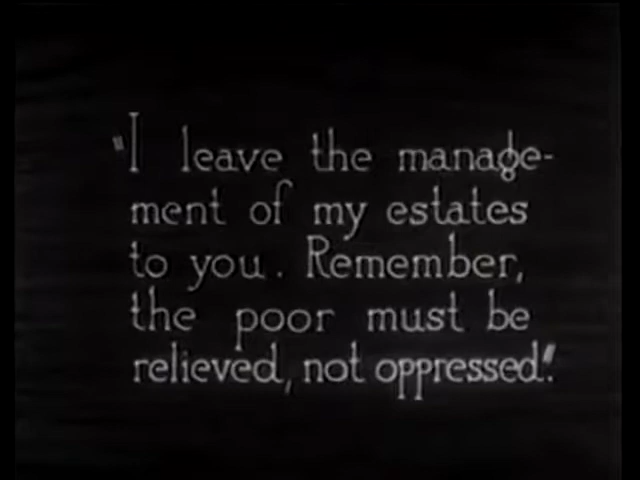 "I leave the manage-
ment of my estates
to you. Remember,
the poor must be
relieved, not oppressed."